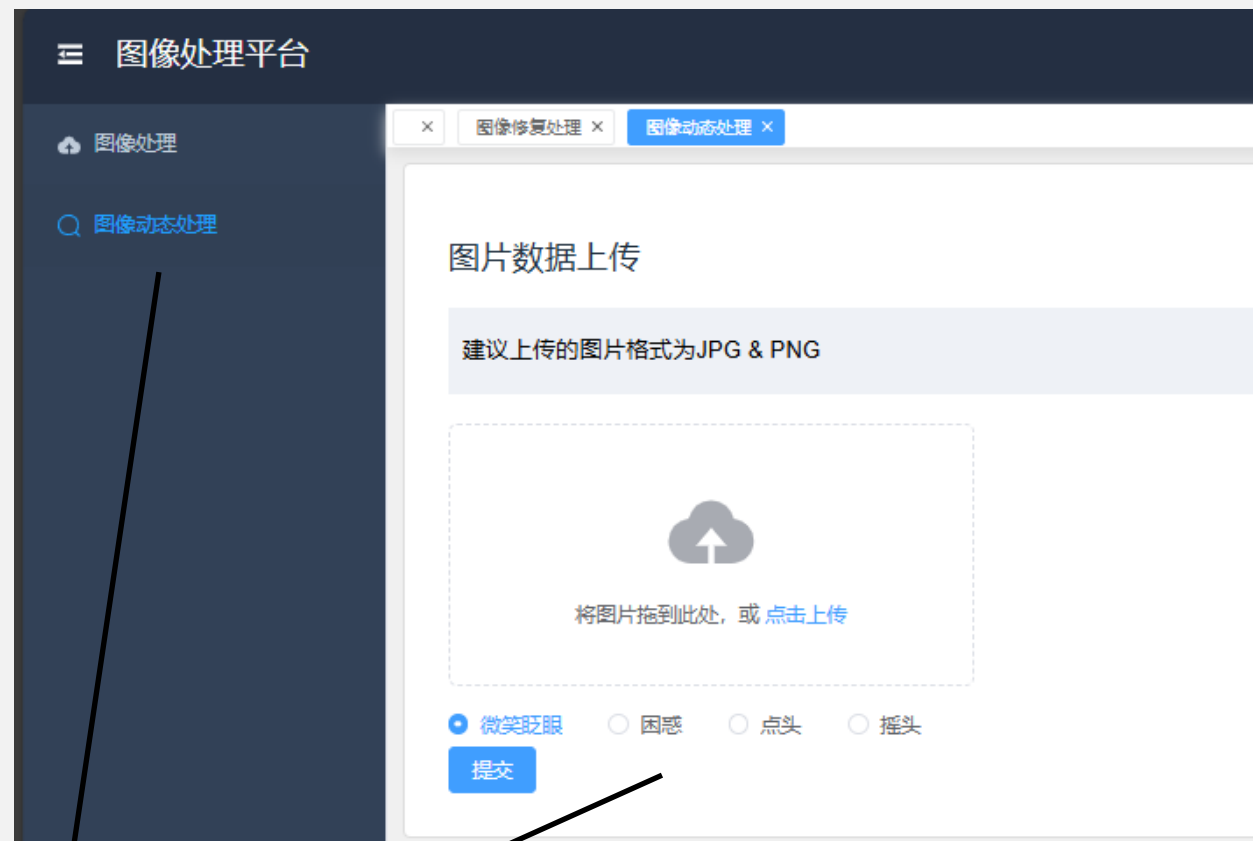 图像处理平台
图像处理
图像动态处理
图像修复处理
图像动态处理
图片数据上传
建议上传的图片格式为JPG & PNG
将图片拖到此处，或 点击上传
微笑眨眼 困惑 点头 摇头
提交